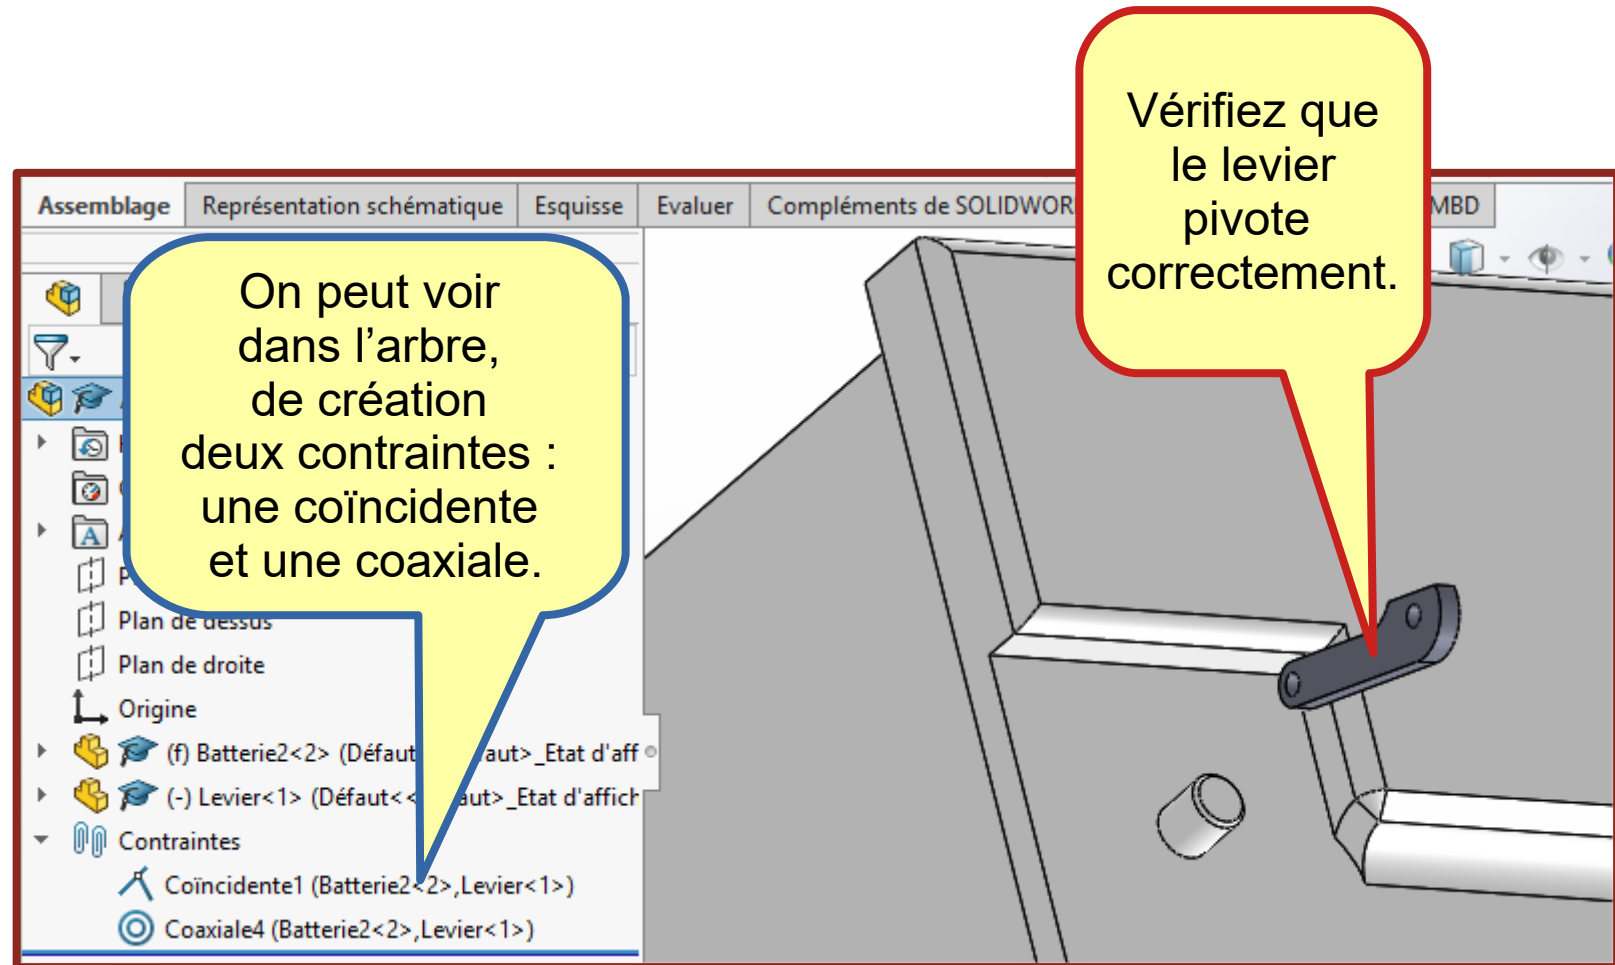 Vérifiez que
le levier
pivote
correctement.
Assemblage Représentation schématique Esquisse Evaluer Compléments de SOLIDWOR MBD
On peut voir
dans l’arbre,
de création
deux contraintes :
une coïncidente
et une coaxiale.
Plan de dessus
Plan de droite
Origine
(f) Batterie2<2> (Défaut aut>_Etat d'aff
(-) Levier<1> (Défaut<< aut>_Etat d'affich
Contraintes
Coïncidente1 (Batterie2<2>,Levier<1>)
Coaxiale4 (Batterie2<2>,Levier<1>)